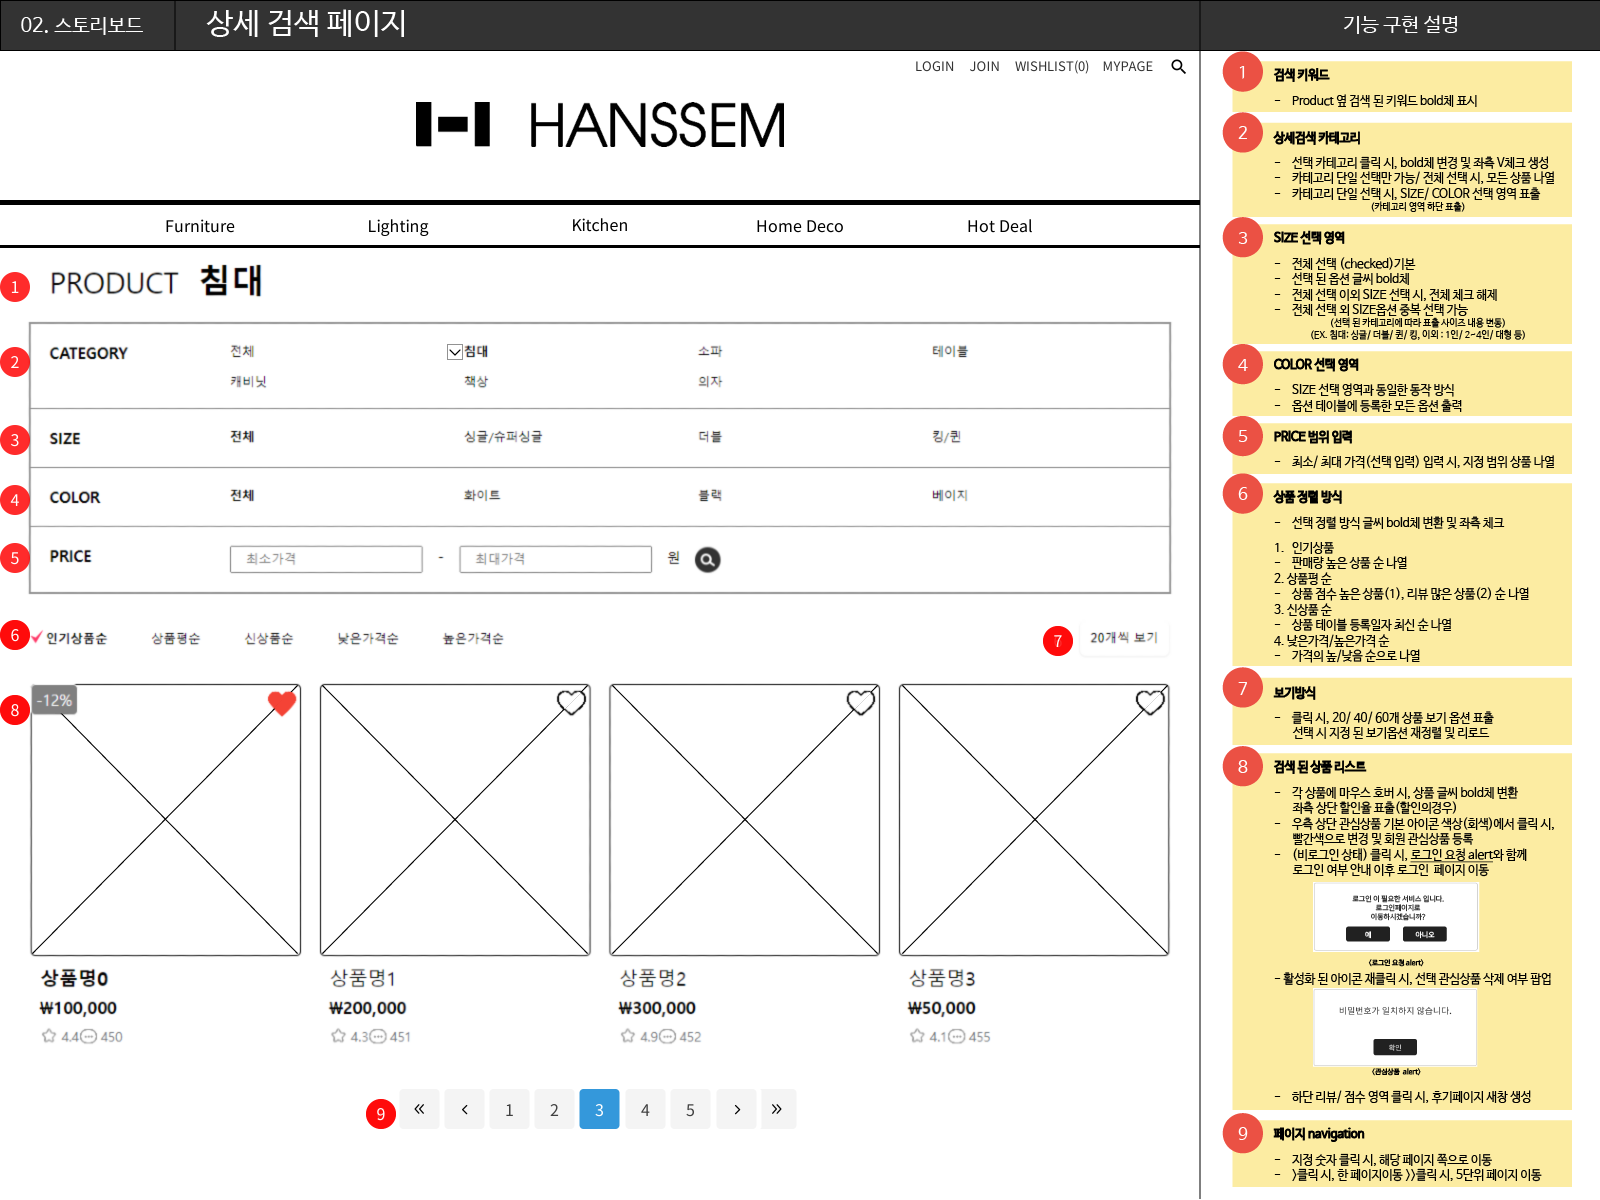 02. 스토리보드
상세 검색 페이지
기능 구현 설명
LOGIN JOIN WISHLIST(0) MYPAGE
HANSSEM
Furniture Lighting Kitchen Home Deco Hot Deal
1 PRODUCT 침대
2 CATEGORY 전체 침대 소파 테이블
캐비닛 책상 의자
3 SIZE 전체 싱글/슈퍼싱글 더블 킹/퀸
4 COLOR 전체 화이트 블랙 베이지
5 PRICE 최소가격 - 최대가격 원
6 인기상품순 상품평순 신상품순 낮은가격순 높은가격순 7 20개씩 보기
8 -12%
상품명0 상품명1 상품명2 상품명3
₩100,000 ₩200,000 ₩300,000 ₩50,000
4.4 450 4.3 451 4.9 452 4.1 455
9 « ‹ 1 2 3 4 5 › »
1 검색 키워드
- Product 옆 검색 된 키워드 bold체 표시
2 상세검색 카테고리
- 선택 카테고리 클릭 시, bold체 변경 및 좌측 V체크 생성
- 카테고리 단일 선택만 가능/ 전체 선택 시, 모든 상품 나열
- 카테고리 단일 선택 시, SIZE/ COLOR 선택 영역 표출
(카테고리 영역 하단 표출)
3 SIZE 선택 영역
- 전체 선택 (checked)기본
- 선택 된 옵션 글씨 bold체
- 전체 선택 이외 SIZE 선택 시, 전체 체크 해제
- 전체 선택 외 SIZE옵션 중복 선택 가능
(선택 된 카테고리에 따라 표출 사이즈 내용 변동)
(EX. 침대: 싱글/ 더블/ 퀸/ 킹, 이외 : 1인/ 2~4인/ 대형 등)
4 COLOR 선택 영역
- SIZE 선택 영역과 동일한 동작 방식
- 옵션 테이블에 등록한 모든 옵션 출력
5 PRICE 범위 입력
- 최소/ 최대 가격(선택 입력) 입력 시, 지정 범위 상품 나열
6 상품 정렬 방식
- 선택 정렬 방식 글씨 bold체 변환 및 좌측 체크
1. 인기상품
- 판매량 높은 상품 순 나열
2. 상품평 순
- 상품 점수 높은 상품(1), 리뷰 많은 상품(2) 순 나열
3. 신상품 순
- 상품 테이블 등록일자 최신 순 나열
4. 낮은가격/높은가격 순
- 가격의 높/낮음 순으로 나열
7 보기방식
- 클릭 시, 20/ 40/ 60개 상품 보기 옵션 표출
선택 시 지정 된 보기옵션 재정렬 및 리로드
8 검색 된 상품 리스트
- 각 상품에 마우스 호버 시, 상품 글씨 bold체 변환
좌측 상단 할인율 표출(할인의경우)
- 우측 상단 관심상품 기본 아이콘 색상(회색)에서 클릭 시,
빨간색으로 변경 및 회원 관심상품 등록
- (비로그인 상태) 클릭 시, 로그인 요청 alert와 함께
로그인 여부 안내 이후 로그인 페이지 이동
로그인 이 필요한 서비스 입니다.
로그인페이지로
이동하시겠습니까?
예 아니오
<로그인 요청 alert>
- 활성화 된 아이콘 재클릭 시, 선택 관심상품 삭제 여부 팝업
비밀번호가 일치하지 않습니다.
확인
<관심상품 alert>
- 하단 리뷰/ 점수 영역 클릭 시, 후기페이지 새창 생성
9 페이지 navigation
- 지정 숫자 클릭 시, 해당 페이지 쪽으로 이동
- >클릭 시, 한 페이지이동 >>클릭 시, 5단위 페이지 이동